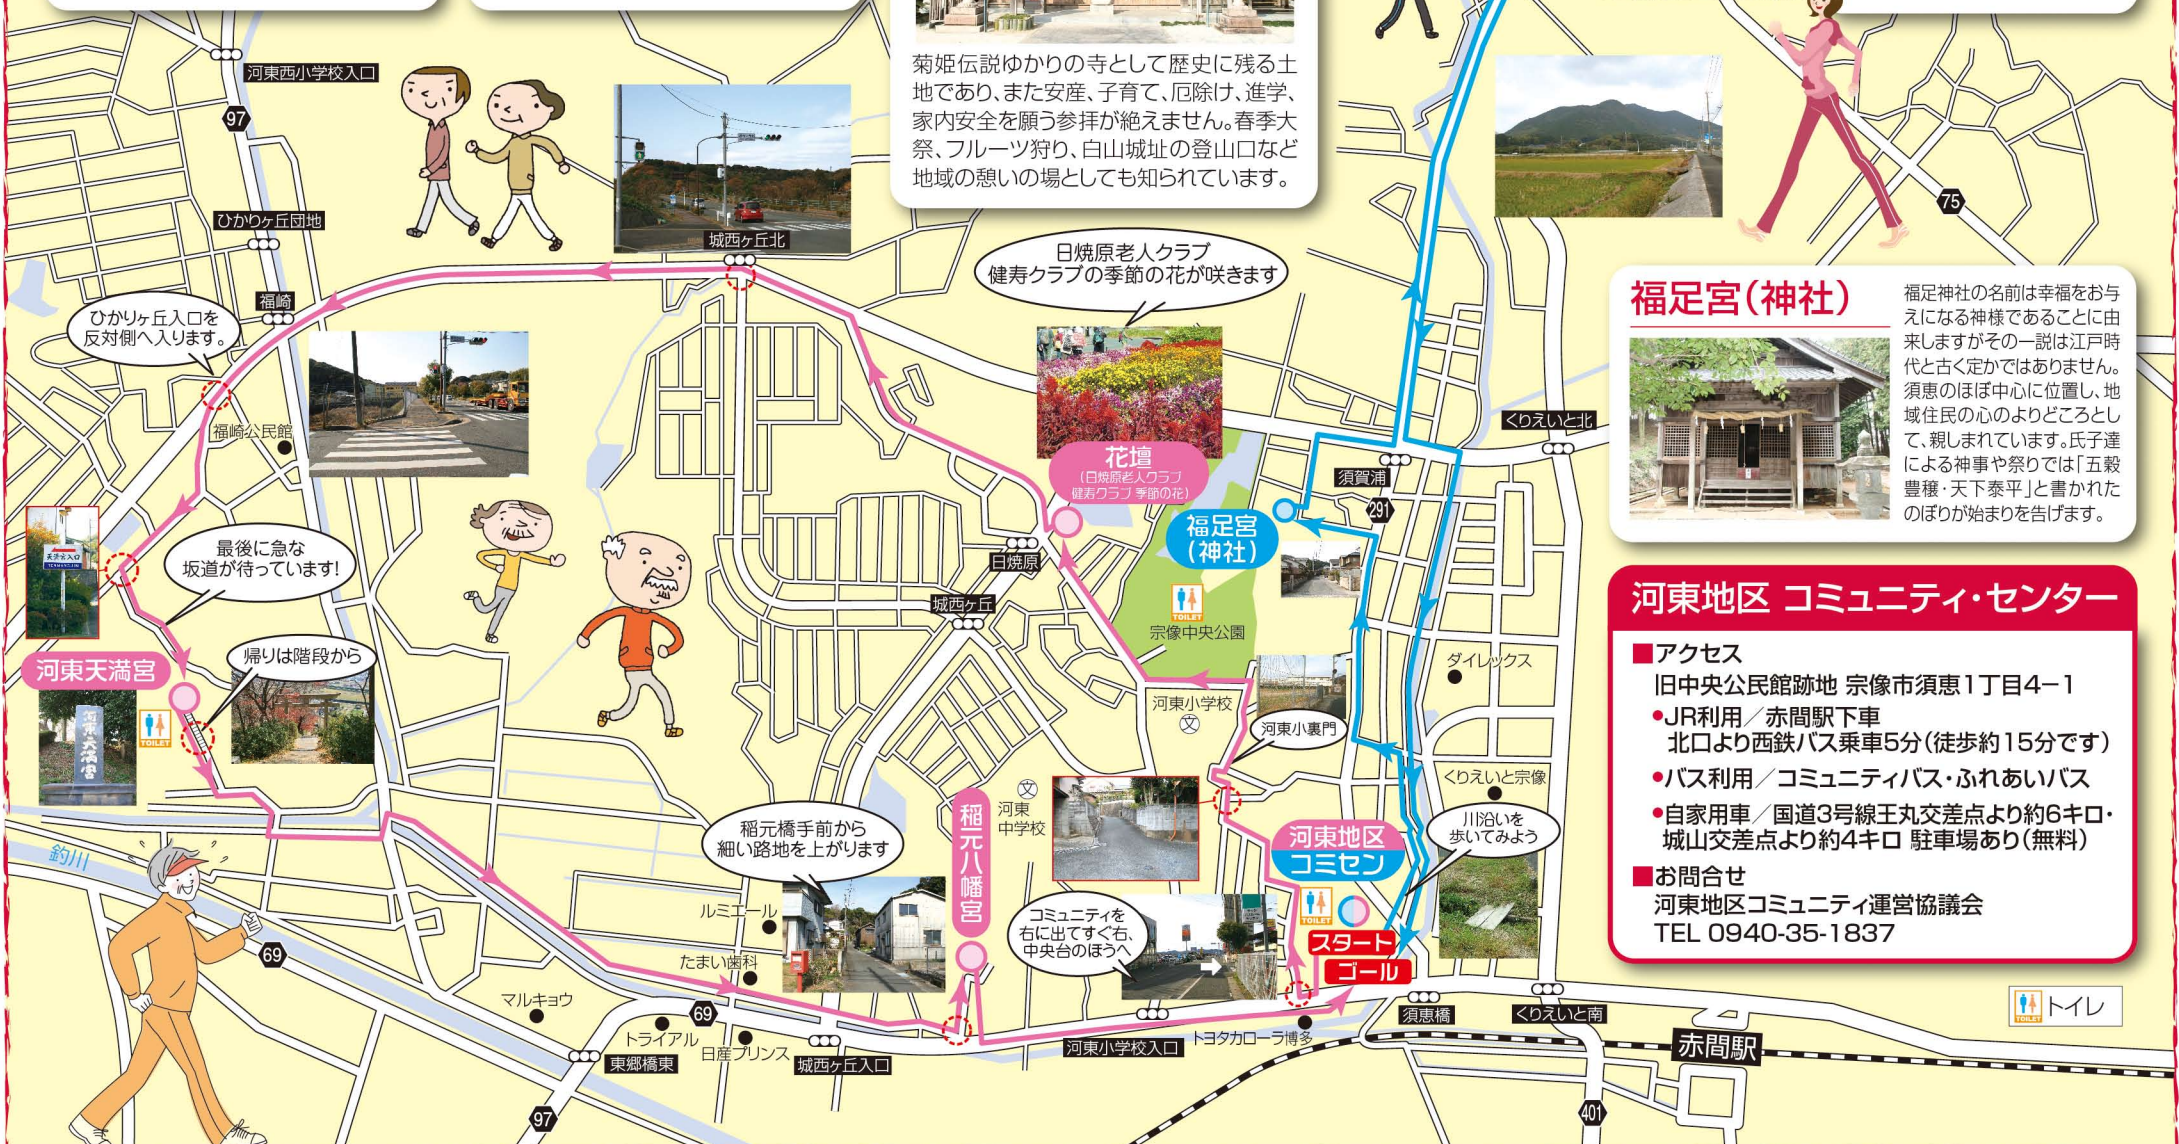 菊姫伝説ゆかりの寺として歴史に残る土
地であり、また安産、子育て、厄除け、進学、
家内安全を願う参拝が絶えません。春季大
祭、フルーツ狩り、白山城址の登山口など
地域の憩いの場としても知られています。
河東西小学校入口
97
ひかりヶ丘団地
城西ヶ丘北
75
日焼原老人クラブ
健寿クラブの季節の花が咲きます
福崎
ひかりヶ丘入口を
反対側へ入ります。
福崎公民館
福足宮(神社)
福足神社の名前は幸福をお与
えになる神様であることに由
来しますがその一説は江戸時
代と古く定かではありません。
須恵のほぼ中心に位置し、地
域住民の心のよりどころとし
て、親しまれています。氏子達
による神事や祭りでは「五穀
豊穣・天下泰平」と書かれた
のぼりが始まりを告げます。
くりえいと北
花壇
(日焼原老人クラブ
健寿クラブ 季節の花)
須賀浦
291
福足宮
(神社)
天満宮入口
最後に急な
坂道が待っています!
日焼原
城西ヶ丘
TOILET
宗像中央公園
河東天満宮
帰りは階段から
TOILET
河東天満宮
ダイレックス
河東小学校
文
河東小裏門
くりえいと宗像
川沿いを
歩いてみよう
文
河東
中学校
稲元橋手前から
細い路地を上がります
稲元八幡宮
河東地区
コミセン
TOILET
スタート
ゴール
コミュニティを
右に出てすぐ右、
中央台のほうへ
釣川
69
ルミエール
たまい歯科
マルキョウ
トライアル
69
日産プリンス
東郷橋東
城西ヶ丘入口
97
河東小学校入口
トヨタカローラ博多
須恵橋
くりえいと南
赤間駅
401
河東地区 コミュニティ・センター
■アクセス
旧中央公民館跡地 宗像市須恵1丁目4−1
•JR利用/赤間駅下車
北口より西鉄バス乗車5分(徒歩約15分です)
•バス利用/コミュニティバス・ふれあいバス
•自家用車/国道3号線王丸交差点より約6キロ・
城山交差点より約4キロ 駐車場あり(無料)
■お問合せ
河東地区コミュニティ運営協議会
TEL 0940-35-1837
TOILET
トイレ